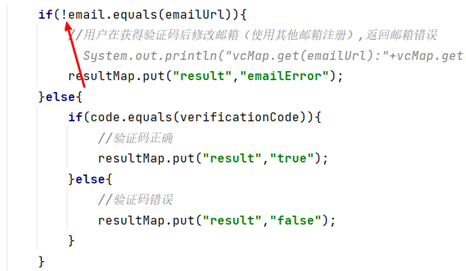 if(!email.equals(emailUrl)){
//用户在获得验证码后修改邮箱（使用其他邮箱注册）,返回邮箱错误
System.out.println("vcMap.get(emailUrl):"+vcMap.get
resultMap.put("result","emailError");
}else{
if(code.equals(verificationCode)){
//验证码正确
resultMap.put("result","true");
}else{
//验证码错误
resultMap.put("result","false");
}
}